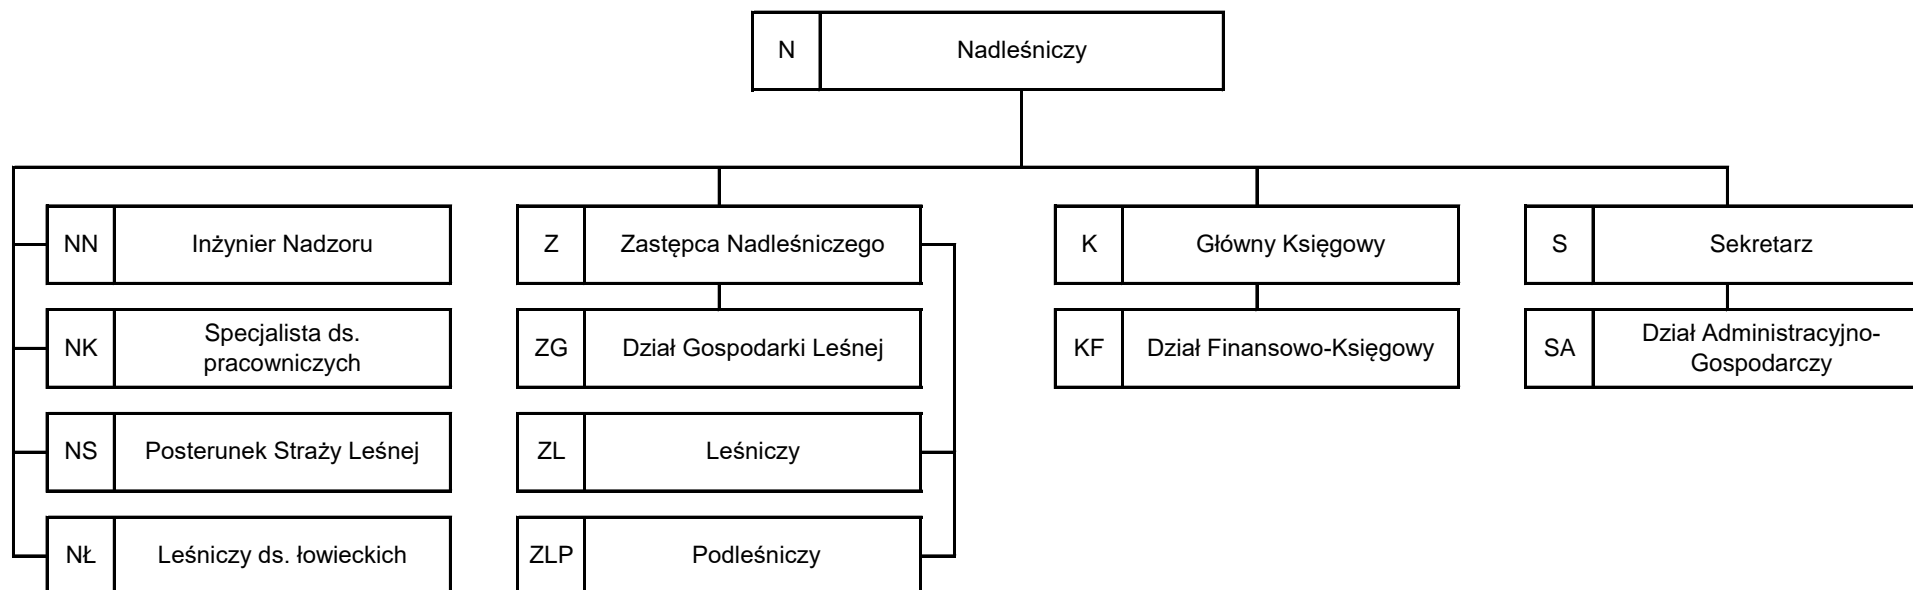 N Nadleśniczy
NN Inżynier Nadzoru
NK Specjalista ds.
pracowniczych
NS Posterunek Straży Leśnej
NŁ Leśniczy ds. łowieckich
Z Zastępca Nadleśniczego
ZG Dział Gospodarki Leśnej
ZL Leśniczy
ZLP Podleśniczy
K Główny Księgowy
KF Dział Finansowo-Księgowy
S Sekretarz
SA Dział Administracyjno-
Gospodarczy